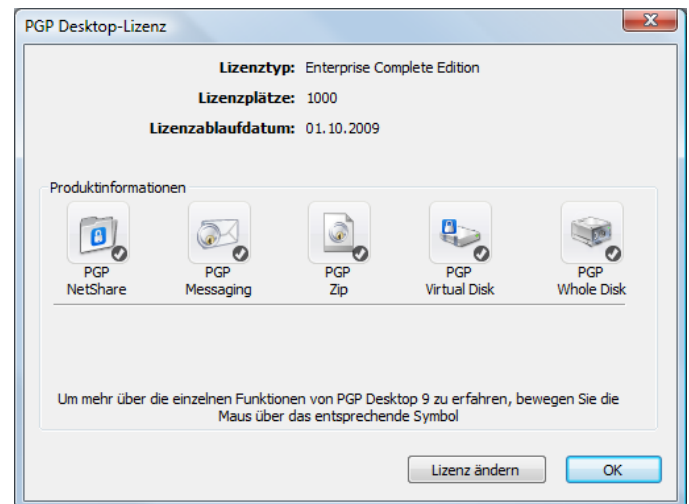 PGP Desktop-Lizenz
Lizenztyp: Enterprise Complete Edition
Lizenzplätze: 1000
Lizenzablaufdatum: 01.10.2009
Produktinformationen
PGP NetShare
PGP Messaging
PGP Zip
PGP Virtual Disk
PGP Whole Disk
Um mehr über die einzelnen Funktionen von PGP Desktop 9 zu erfahren, bewegen Sie die
Maus über das entsprechende Symbol
Lizenz ändern
OK